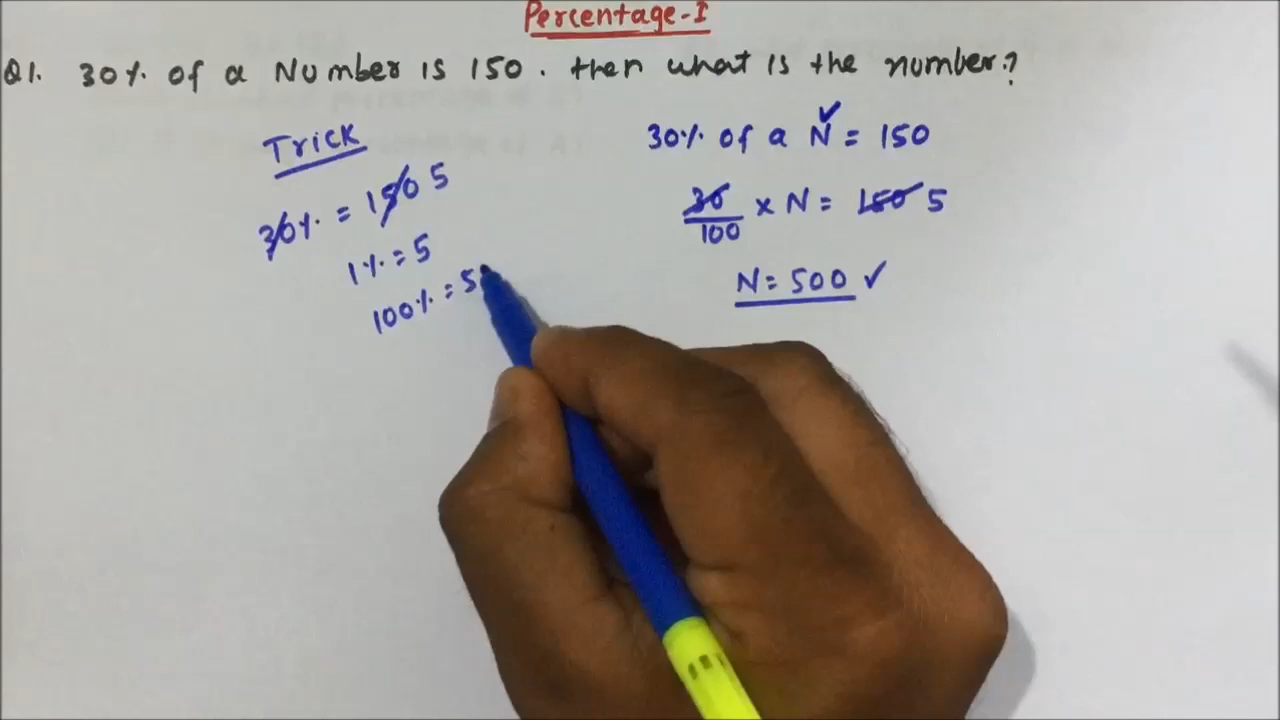 Percentage-I
Q1. 30% of a Number is 150. then what is the number?
Trick
30% = 150 5
1% = 5
100% = 5
30% of a N = 150
30/100 x N = 150 5
N = 500 ✓